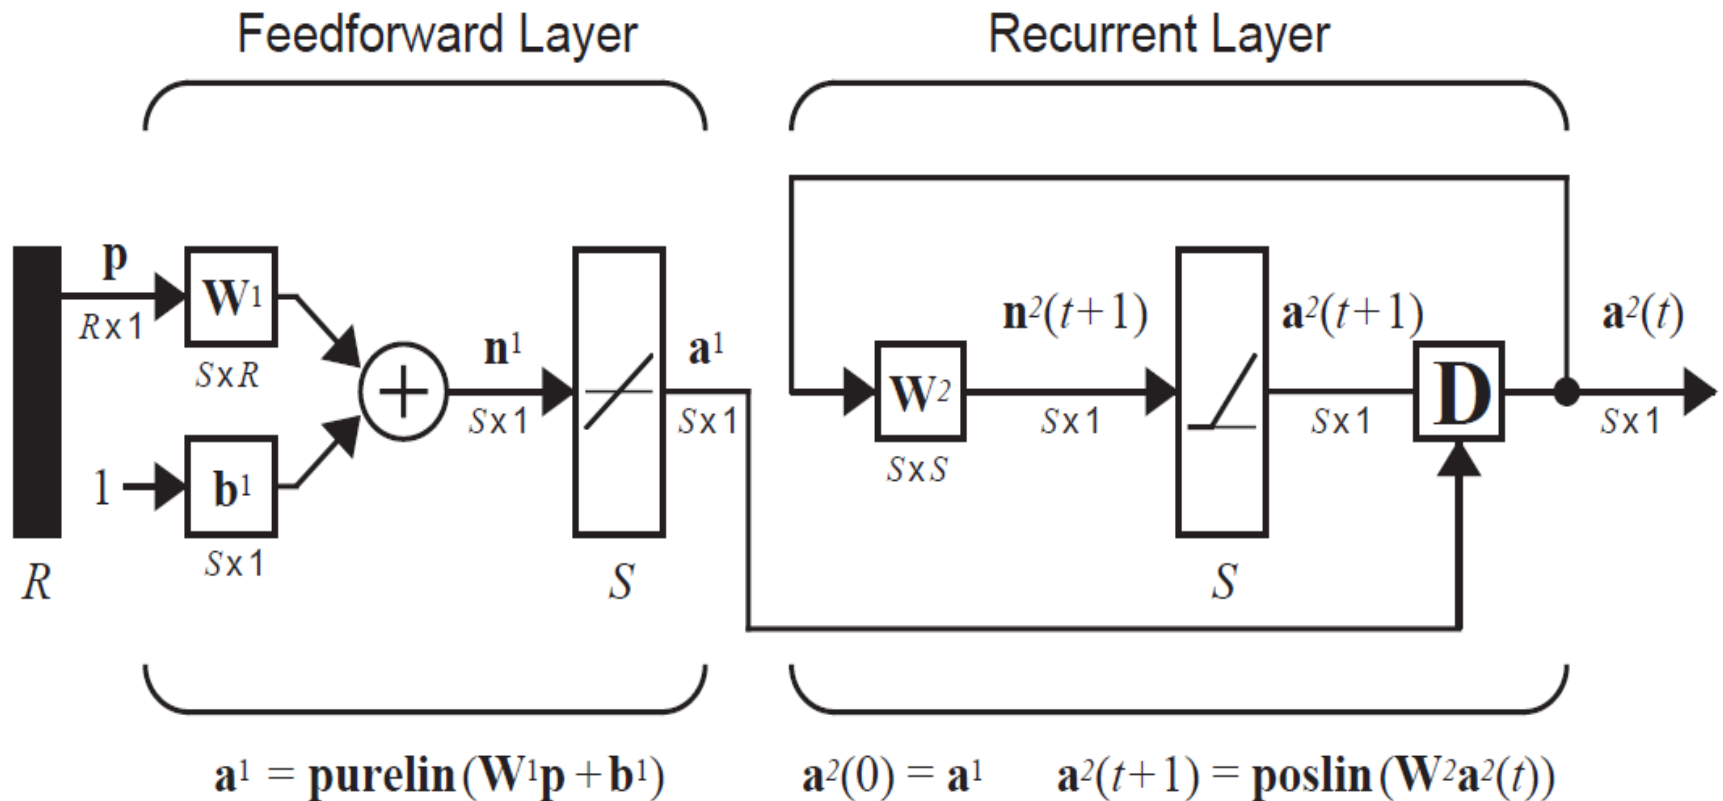 Feedforward Layer
Recurrent Layer
p
R x 1
W¹
S x R
1
b¹
S x 1
R
n¹
S x 1
a¹
S x 1
S
W²
S x S
n²(t+1)
S x 1
S
a²(t+1)
S x 1
D
a²(t)
S x 1
a¹ = purelin(W¹p + b¹)
a²(0) = a¹
a²(t+1) = poslin(W²a²(t))